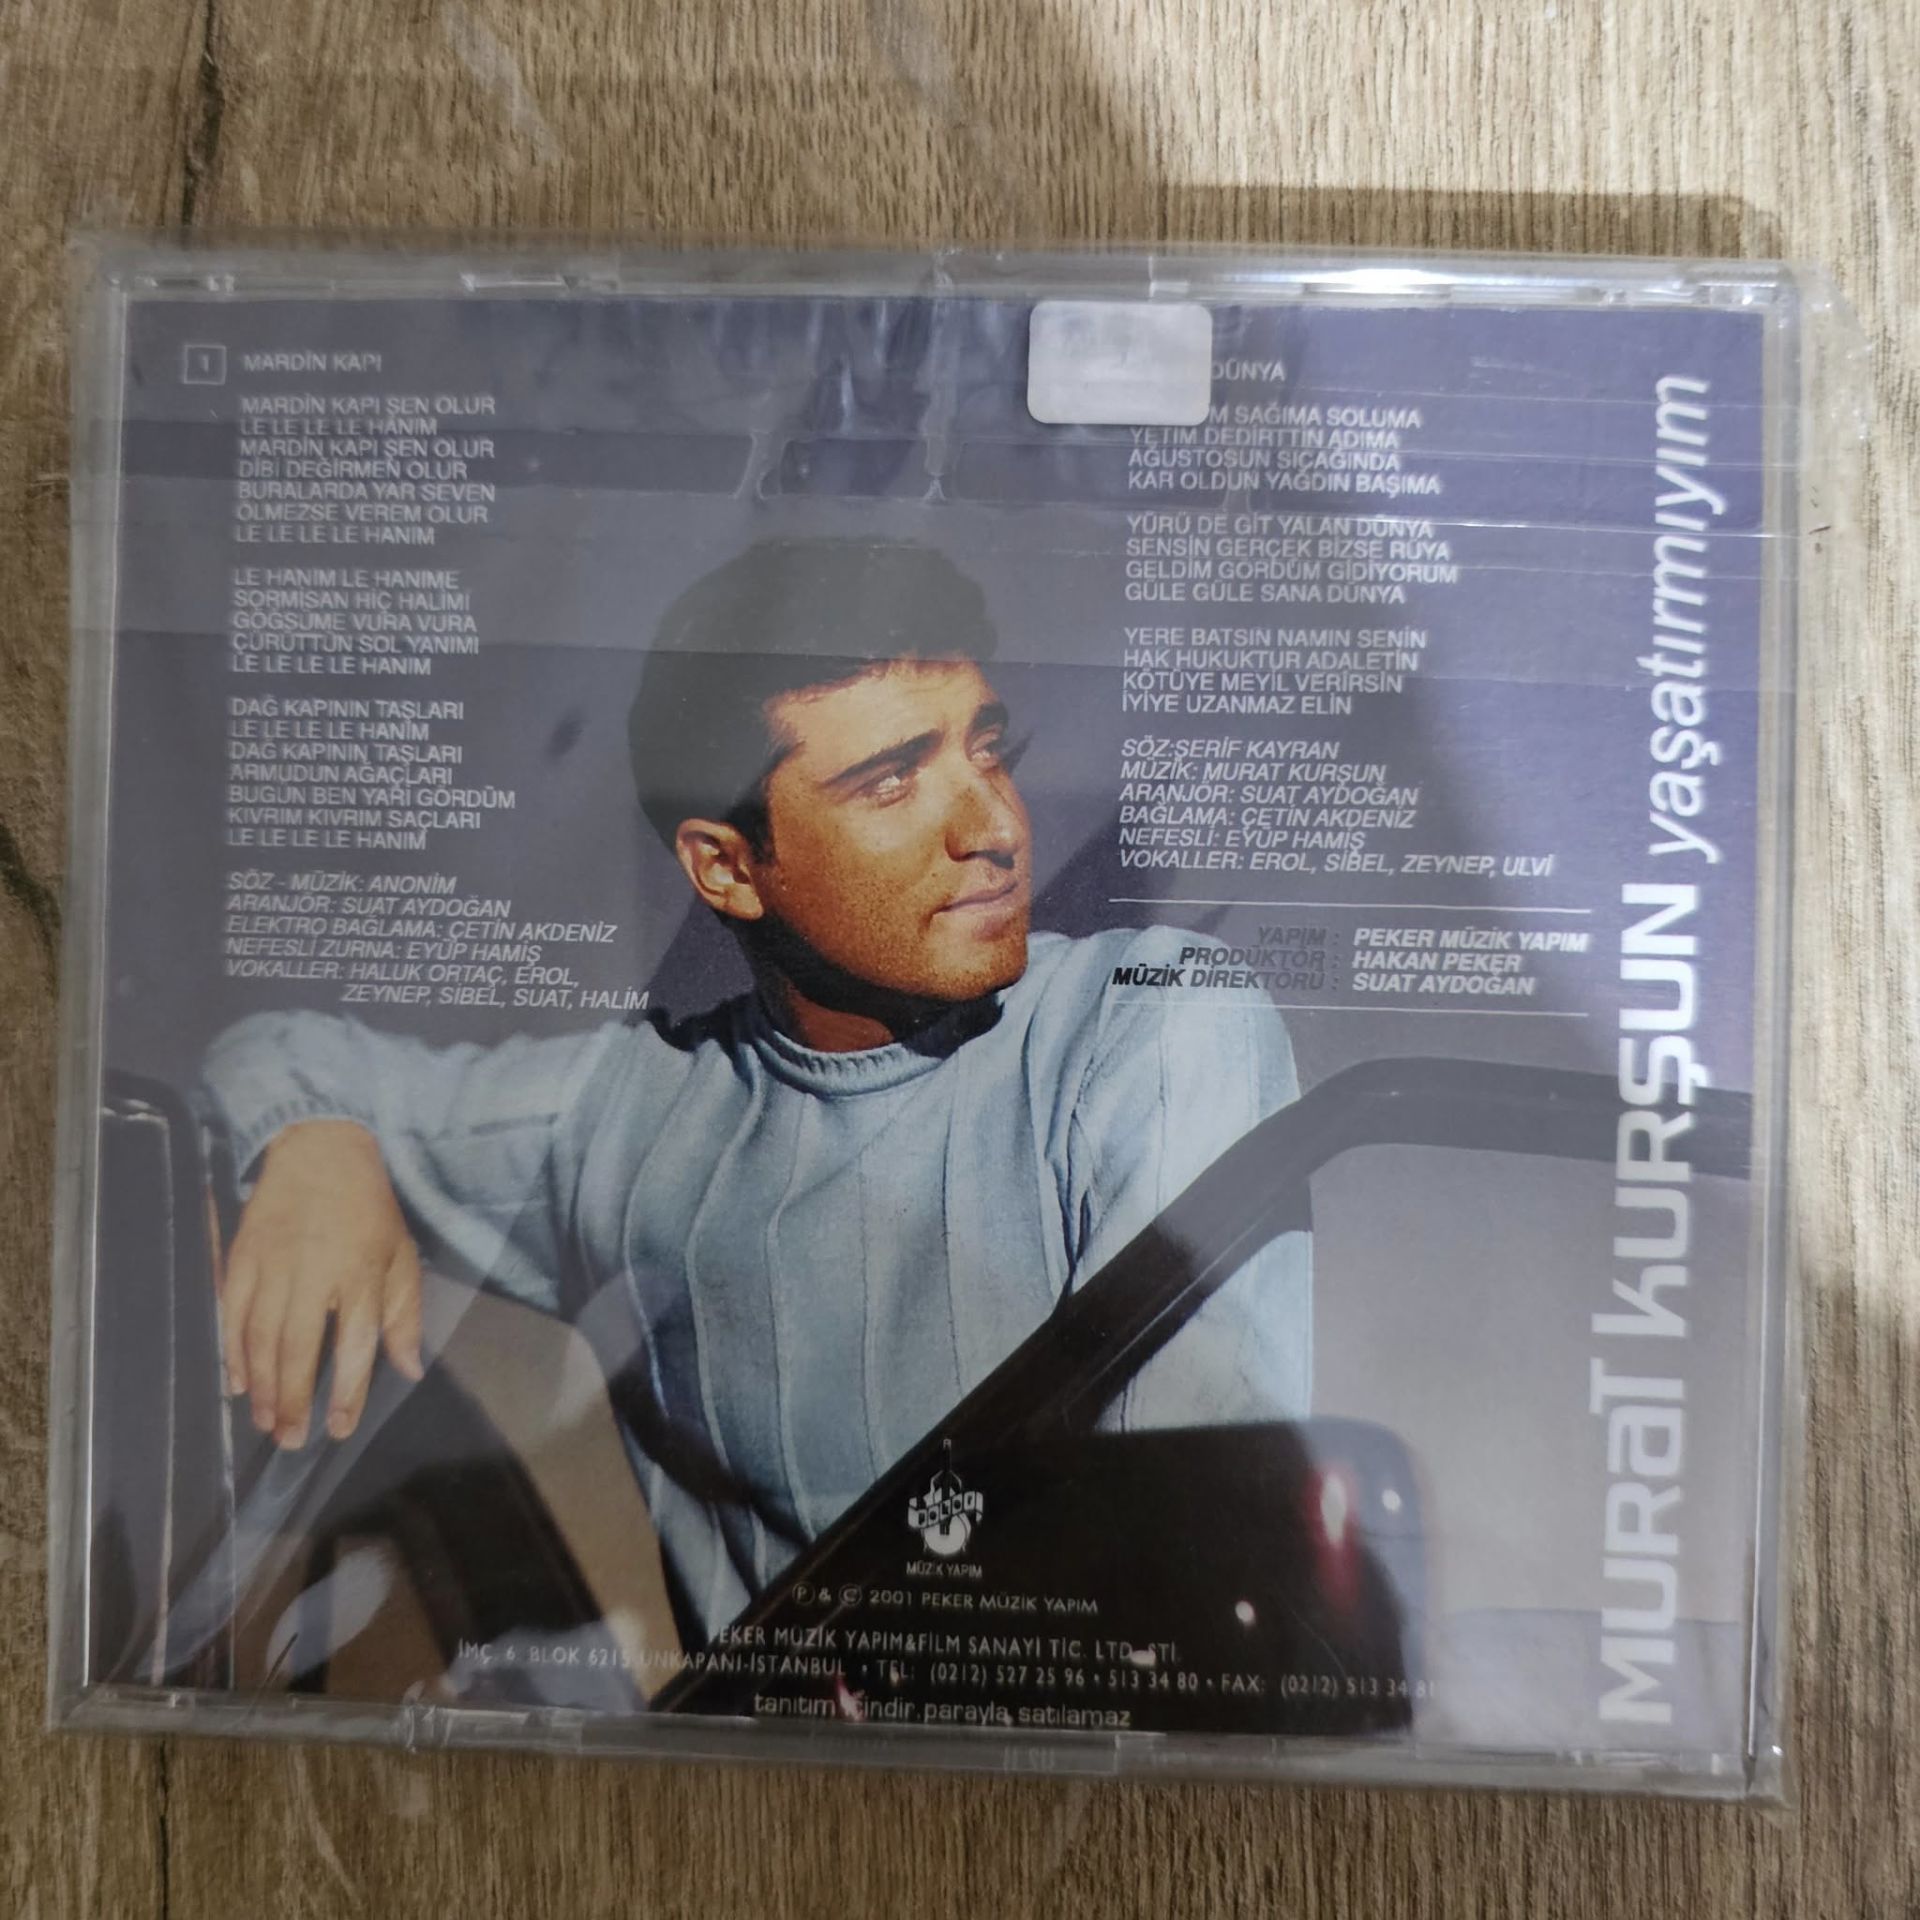 1 MARDİN KAPI
MARDİN KAPI ŞEN OLUR
LE LE LE LE HANIM
MARDİN KAPI ŞEN OLUR
DİBİ DEĞİRMEN OLUR
BURALARDA YAR SEVEN
ÖLMEZSE VEREM OLUR
LE LE LE LE HANIM
LE HANIM LE HANIME
SORMİSAN HİÇ HALİMİ
GÖĞSÜME VURA VURA
ÇÜRÜTTÜN SOL YANIMI
LE LE LE LE HANIM
DAĞ KAPININ TAŞLARI
LE LE LE LE HANIM
DAĞ KAPININ TAŞLARI
ARMUDUN AĞAÇLARI
BUGÜN BEN YARİ GÖRDÜM
KIVRIM KIVRIM SAÇLARI
LE LE LE LE HANIM
SÖZ - MÜZİK: ANONİM
ARANJÖR: SUAT AYDOĞAN
ELEKTRO BAĞLAMA: ÇETİN AKDENİZ
NEFESLİ ZURNA: EYÜP HAMİŞ
VOKALLER: HALUK ORTAÇ, EROL,
ZEYNEP, SİBEL, SUAT, HALİM
DÜNYA
SAĞIMA SOLUMA
YETİM DEDİRTTİN ADIMA
AĞUSTOSUN SICAĞINDA
KAR OLDUN YAĞDIN BAŞIMA
YÜRÜ DE GİT YALAN DÜNYA
SENSİN GERÇEK BİZSE RÜYA
GELDİM GÖRDÜM GİDİYORUM
GÜLE GÜLE SANA DÜNYA
YERE BATSIN NAMIN SENİN
HAK HUKUKTUR ADALETİN
KÖTÜYE MEYİL VERİRSİN
İYİYE UZANMAZ ELİN
SÖZ:ŞERİF KAYRAN
MÜZİK: MURAT KURŞUN
ARANJÖR: SUAT AYDOĞAN
BAĞLAMA: ÇETİN AKDENİZ
NEFESLİ: EYÜP HAMİŞ
VOKALLER: EROL, SİBEL, ZEYNEP, ULVİ
YAPIM : PEKER MÜZİK YAPIM
PRODÜKTÖR : HAKAN PEKER
MÜZİK DİREKTÖRÜ : SUAT AYDOĞAN
MURAT KURŞUN yaşatırmıyım
MÜZİK YAPIM
Ⓟ & © 2001 PEKER MÜZİK YAPIM
PEKER MÜZİK YAPIM&FİLM SANAYİ TİC. LTD. ŞTİ.
İMÇ. 6. BLOK 6215 UNKAPANI-İSTANBUL • TEL: (0212) 527 25 96 • 513 34 80 • FAX: (0212) 513 34 81
tanıtım içindir.parayla satılamaz